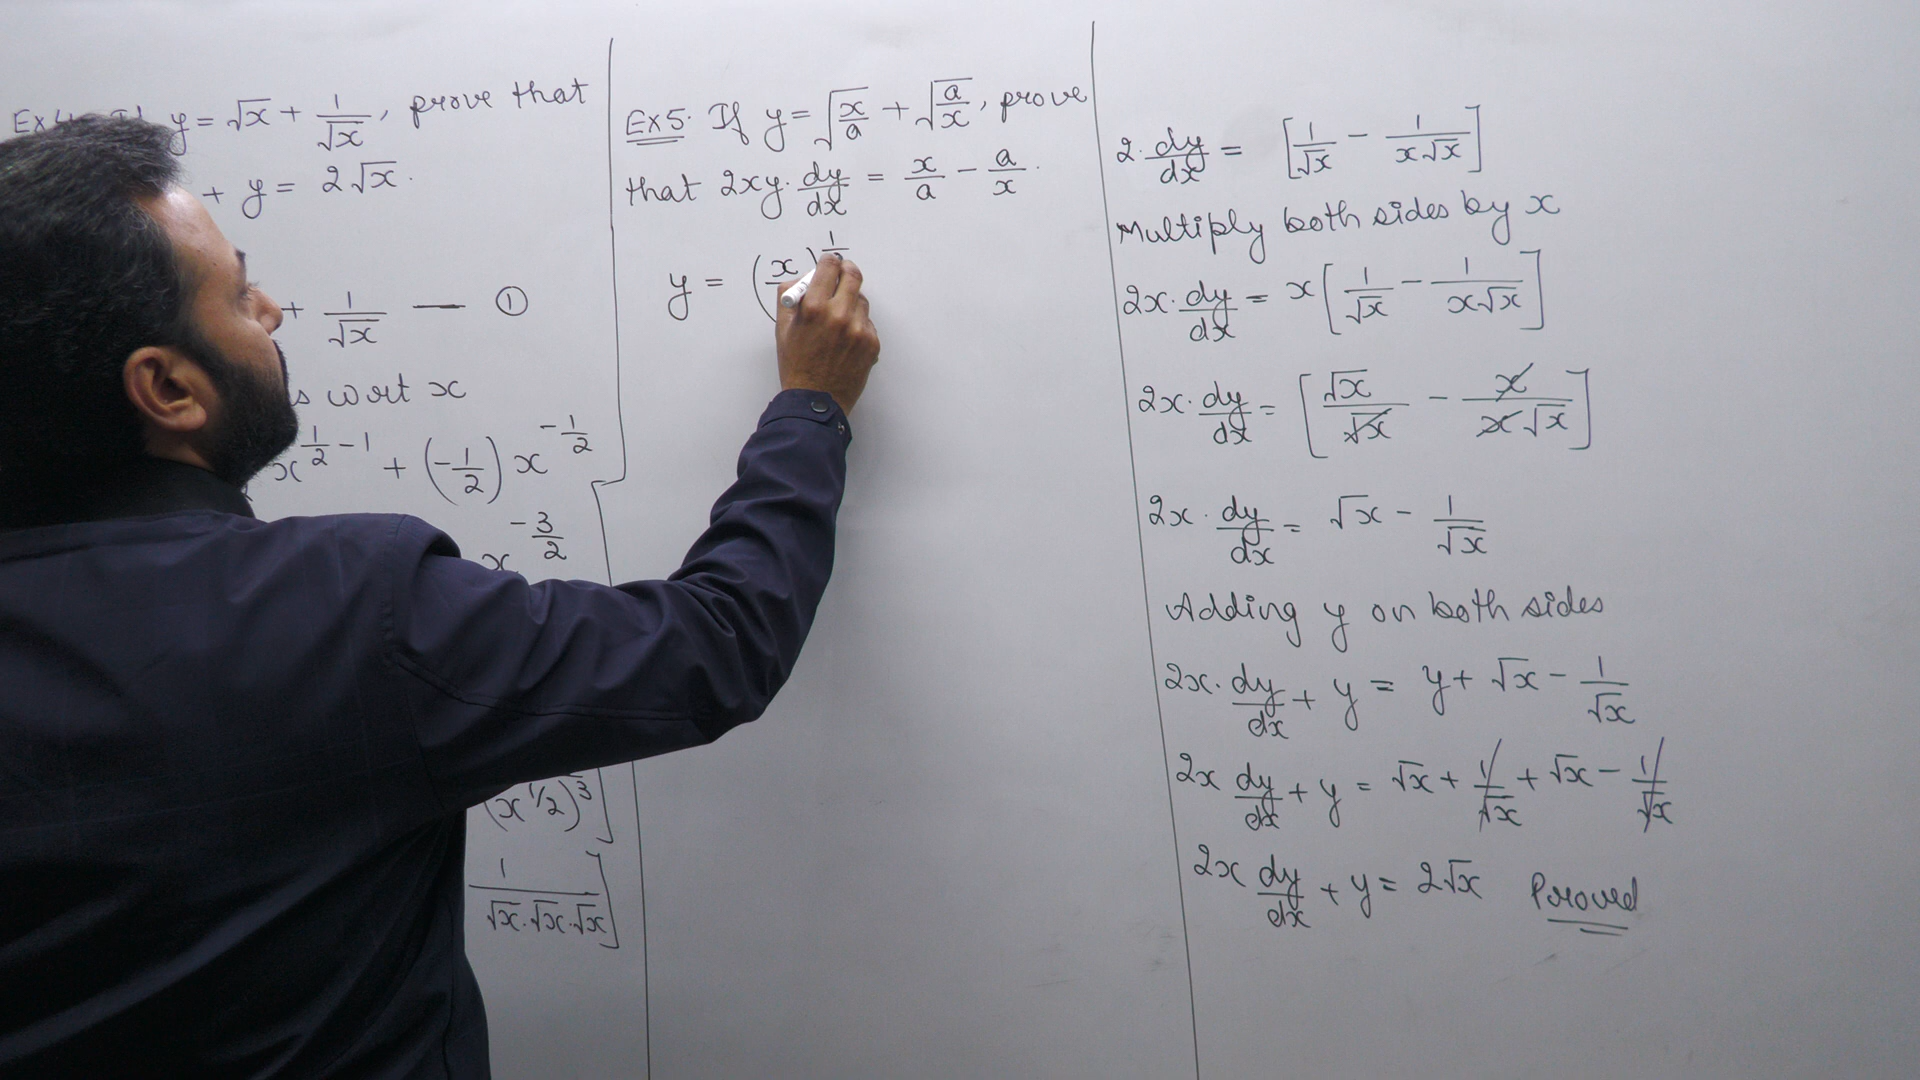 y = √x + 1/√x, prove that
+ y = 2√x.
+ 1/√x — ①
wrt x
x^(1/2 - 1) + (-1/2) x^(-1/2)
x^(-3/2)
(x^(1/2))^3]
1/(√x.√x.√x)]
Ex5. If y = √(x/a) + √(a/x), prove
that 2xy. dy/dx = x/a - a/x.
y = (x
2. dy/dx = [1/√x - 1/(x√x)]
Multiply both sides by x
2x. dy/dx = x[1/√x - 1/(x√x)]
2x. dy/dx = [√x/√x - x/(x√x)]
2x. dy/dx = √x - 1/√x
Adding y on both sides
2x. dy/dx + y = y + √x - 1/√x
2x dy/dx + y = √x + 1/√x + √x - 1/√x
2x dy/dx + y = 2√x Proved